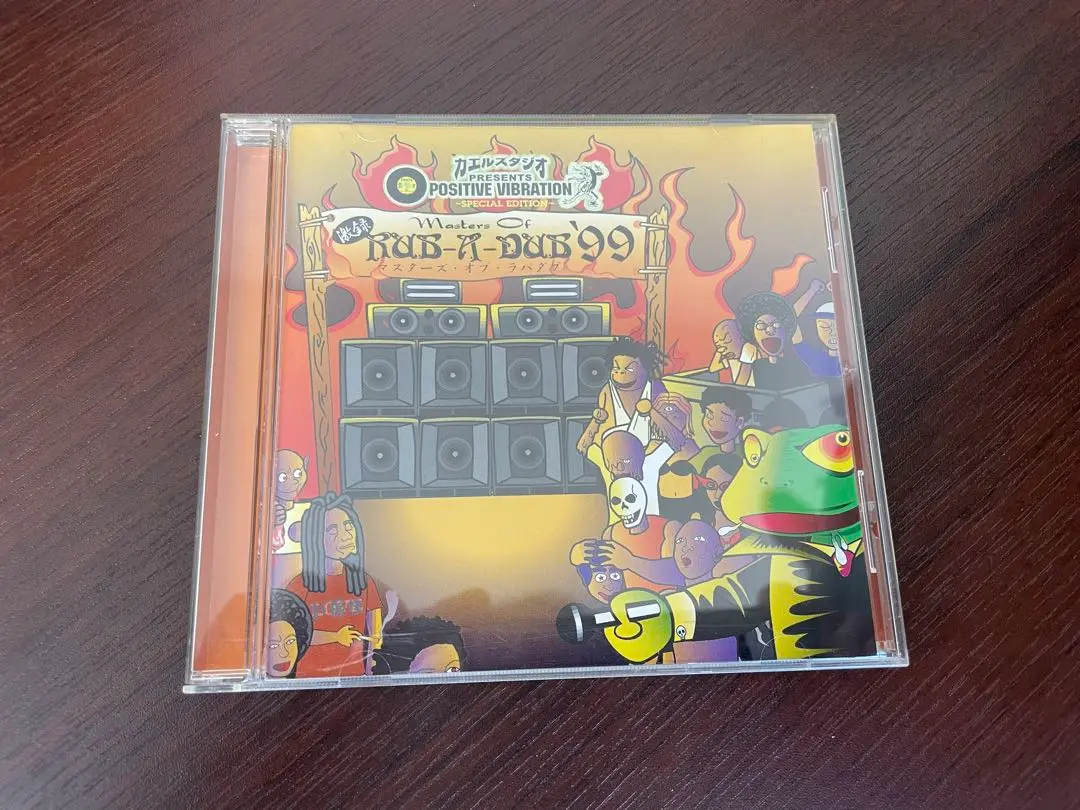 カエルスタジオ
PRESENTS
POSITIVE VIBRATION
~SPECIAL EDITION~
激録
Masters Of
RUB-A-DUB '99
マスターズ・オブ・ラバダブ